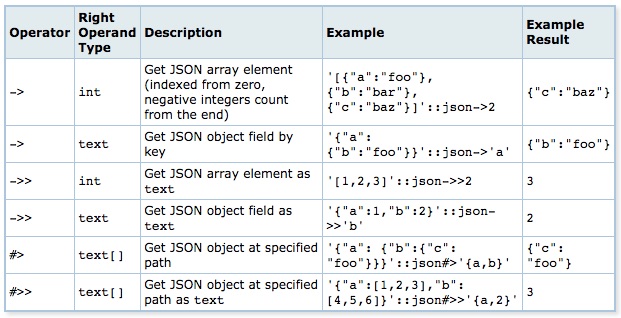 Operator
Right
Operand
Type
Description
Example
Example
Result
->
int
Get JSON array element
(indexed from zero,
negative integers count
from the end)
'[{"a":"foo"},
{"b":"bar"},
{"c":"baz"}]'::json->2
{"c":"baz"}
->
text
Get JSON object field by
key
'{"a":
{"b":"foo"}}'::json->'a'
{"b":"foo"}
->>
int
Get JSON array element as
text
'[1,2,3]'::json->>2
3
->>
text
Get JSON object field as
text
'{"a":1,"b":2}'::json-
>>'b'
2
#>
text[]
Get JSON object at specified
path
'{"a": {"b":{"c":
"foo"}}}'::json#>'{a,b}'
{"c":
"foo"}
#>>
text[]
Get JSON object at specified
path as text
'{"a":[1,2,3],"b":
[4,5,6]}'::json#>>'{a,2}'
3